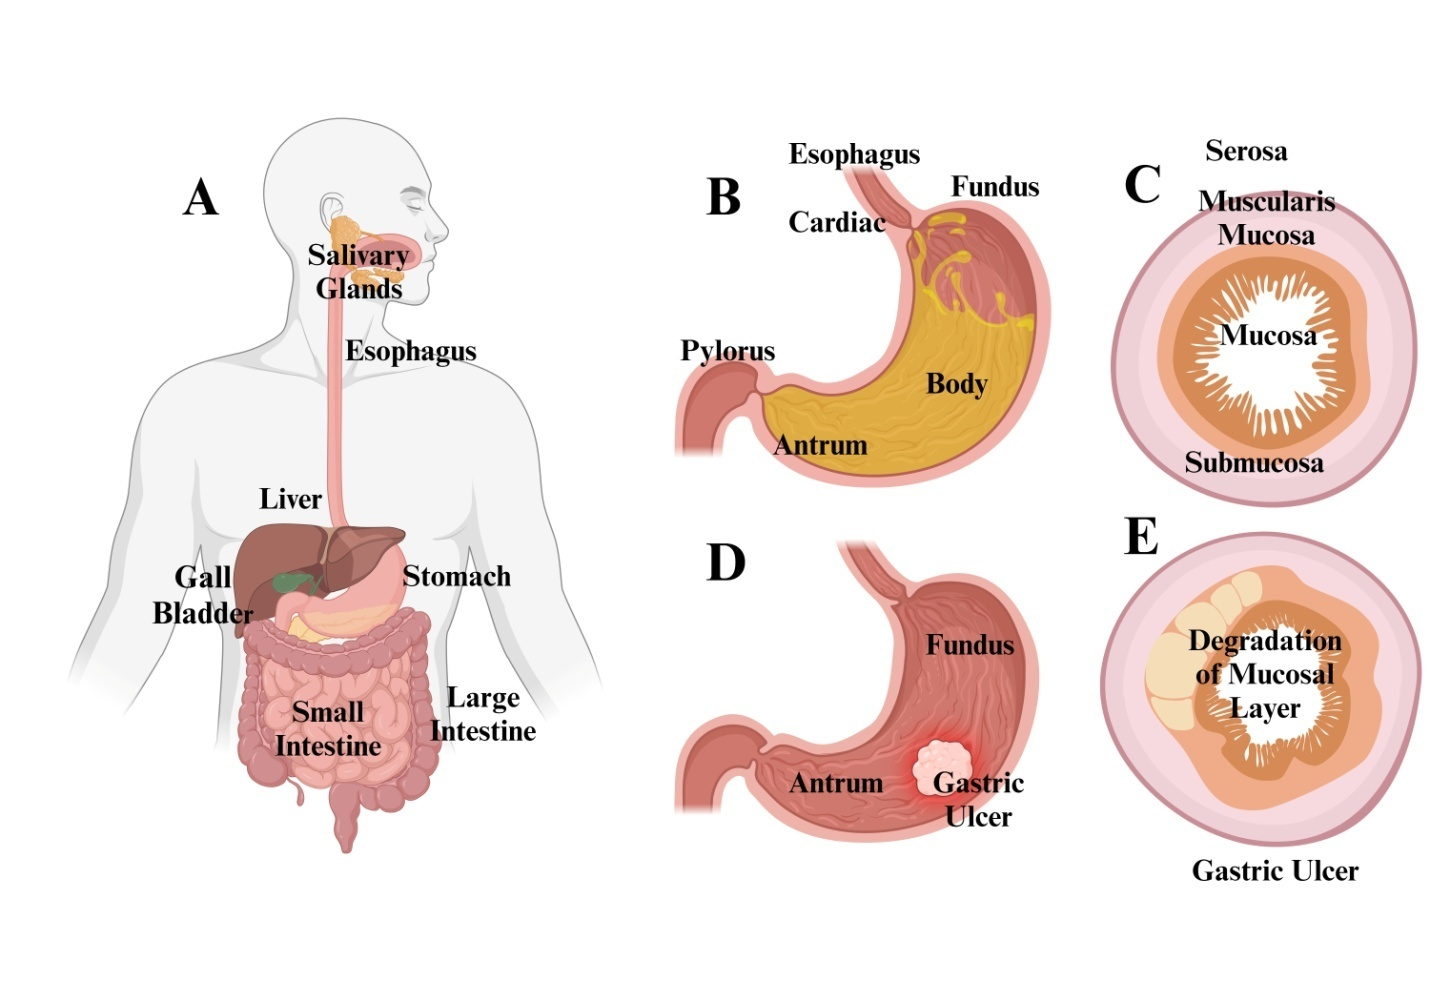 A
Salivary
Glands
Esophagus
Liver
Gall
Bladder
Stomach
Small
Intestine
Large
Intestine
B
Esophagus
Fundus
Cardiac
Pylorus
Body
Antrum
C
Serosa
Muscularis
Mucosa
Mucosa
Submucosa
D
Fundus
Antrum
Gastric
Ulcer
E
Degradation
of Mucosal
Layer
Gastric Ulcer